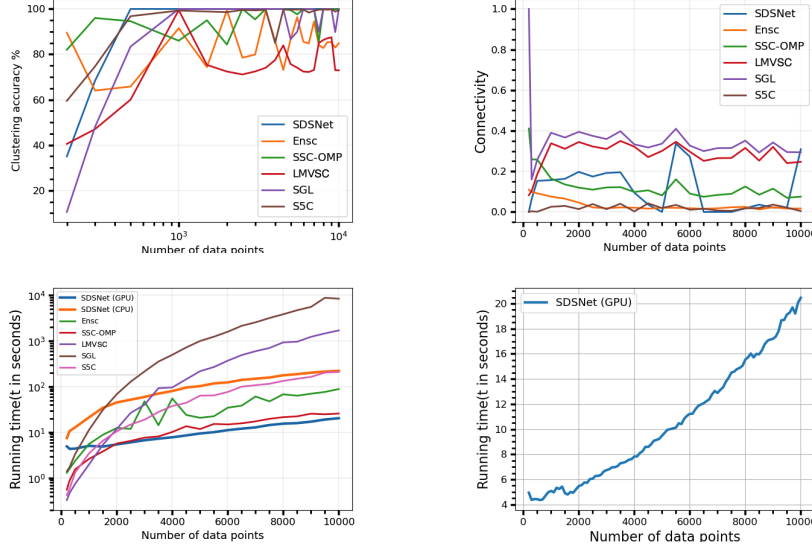 100
80
60
40
20
Clustering accuracy %
SDSNet
Ensc
SSC-OMP
LMVSC
SGL
S5C
10³
10⁴
Number of data points
1.0
0.8
0.6
0.4
0.2
0.0
Connectivity
SDSNet
Ensc
SSC-OMP
LMVSC
SGL
S5C
0
2000
4000
6000
8000
10000
Number of data points
10⁴
10³
10²
10¹
10⁰
Running time(t in seconds)
SDSNet (GPU)
SDSNet (CPU)
Ensc
SSC-OMP
LMVSC
SGL
S5C
0
2000
4000
6000
8000
10000
Number of data points
20
18
16
14
12
10
8
6
4
Running time(t in seconds)
SDSNet (GPU)
0
2000
4000
6000
8000
10000
Number of data points